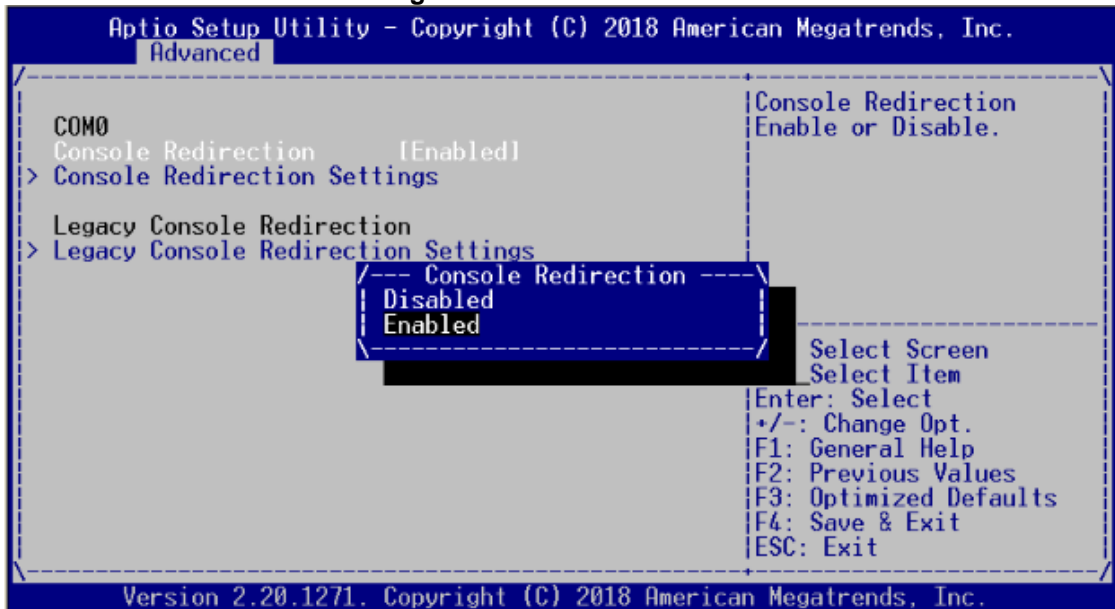 Aptio Setup Utility - Copyright (C) 2018 American Megatrends, Inc.
Advanced
COM0
Console Redirection [Enabled]
> Console Redirection Settings
Legacy Console Redirection
> Legacy Console Redirection Settings
Console Redirection
Disabled
Enabled
Console Redirection
Enable or Disable.
Select Screen
Select Item
Enter: Select
+/-: Change Opt.
F1: General Help
F2: Previous Values
F3: Optimized Defaults
F4: Save & Exit
ESC: Exit
Version 2.20.1271. Copyright (C) 2018 American Megatrends, Inc.